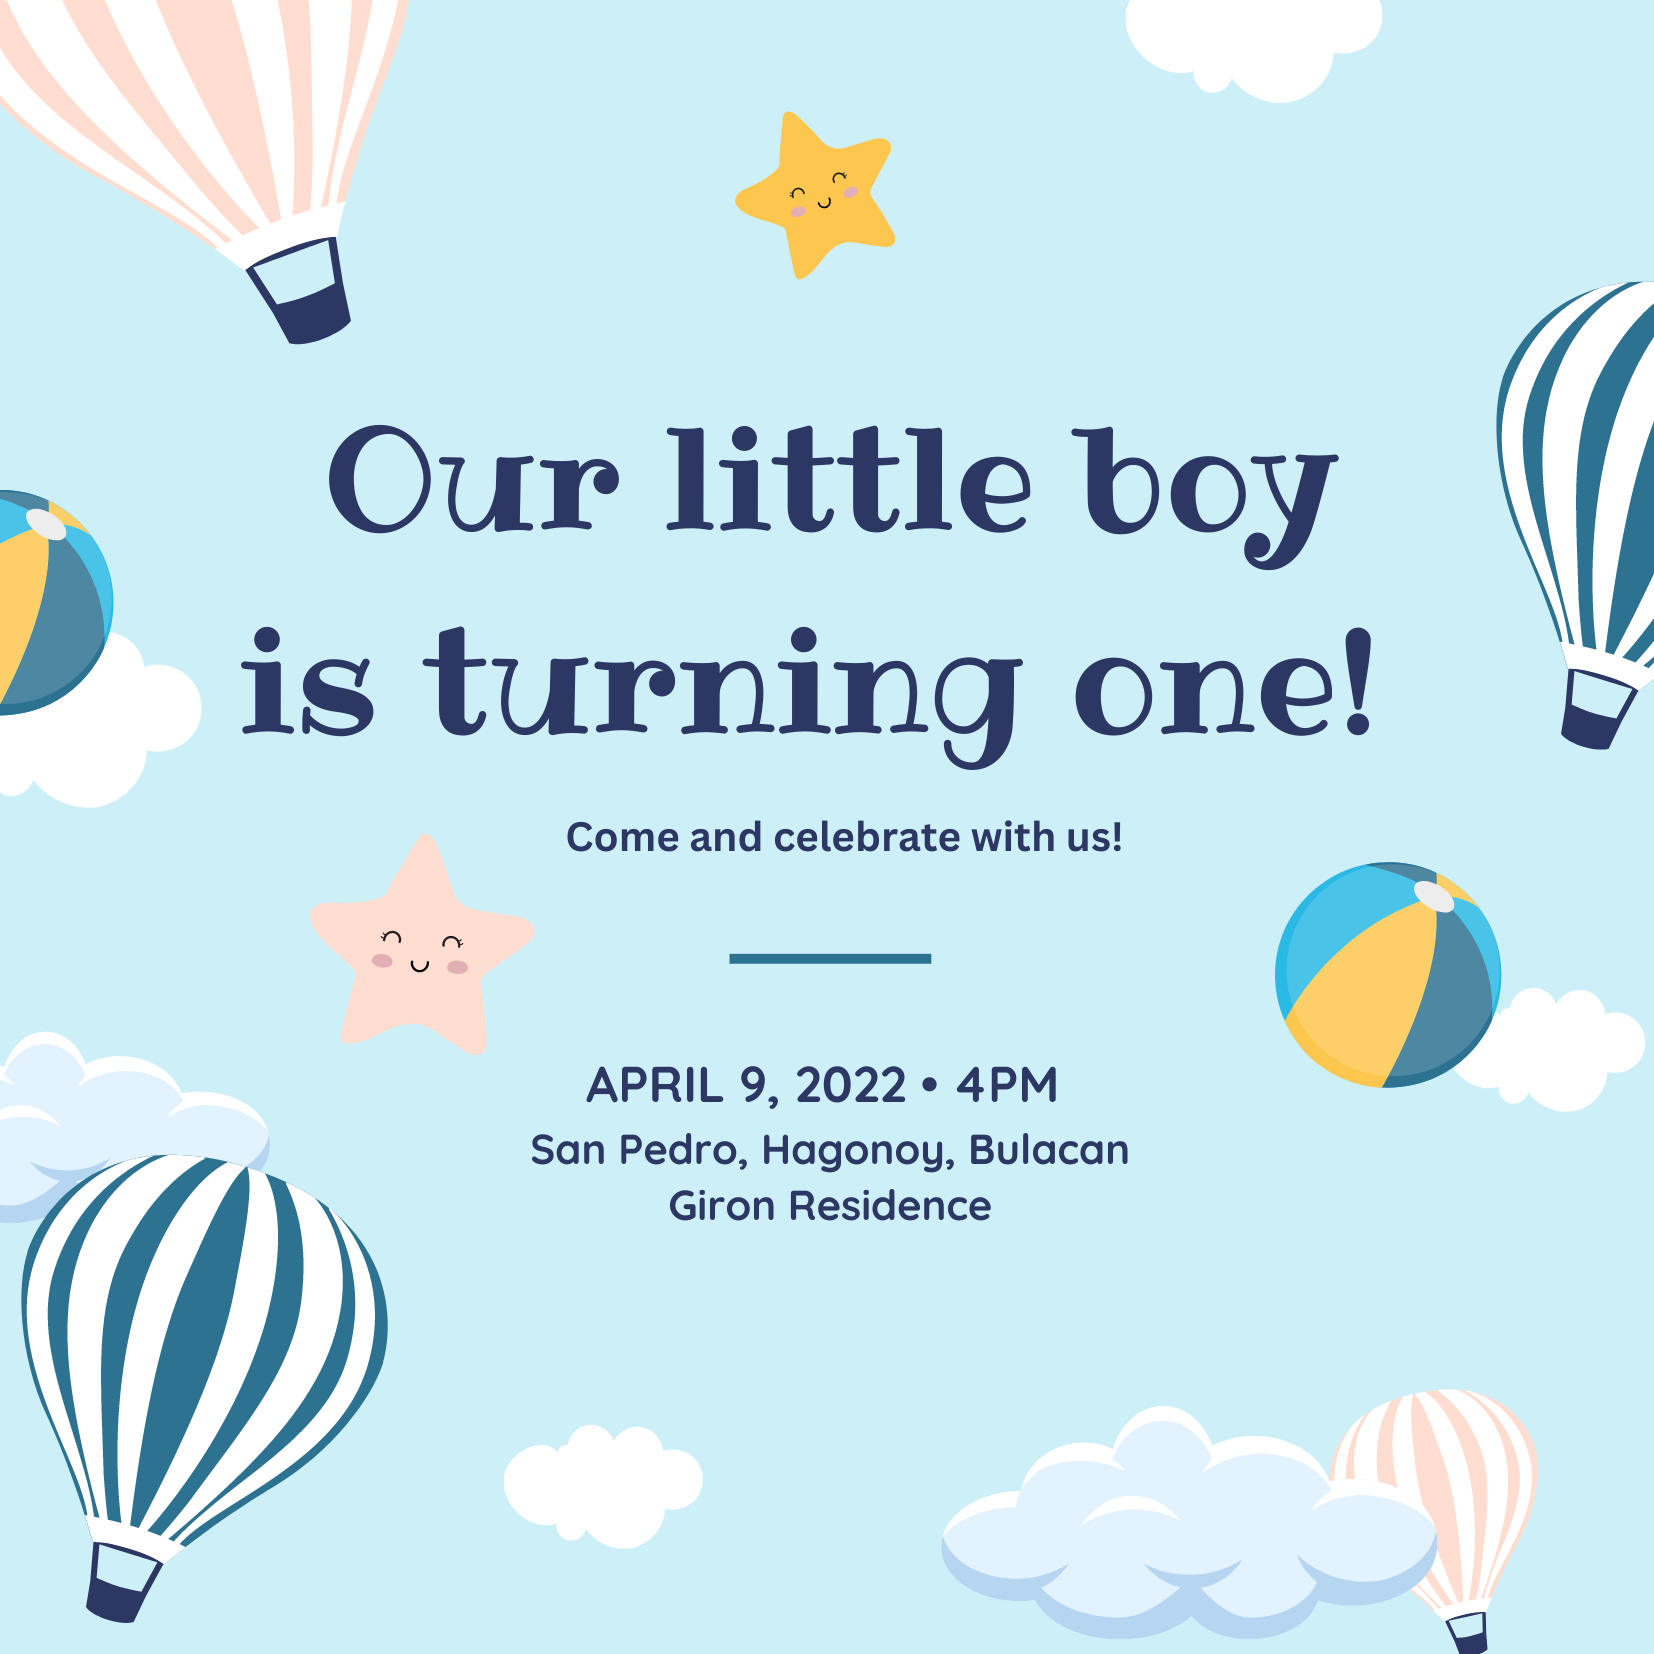 Our little boy
is turning one!
Come and celebrate with us!
APRIL 9, 2022 • 4PM
San Pedro, Hagonoy, Bulacan
Giron Residence